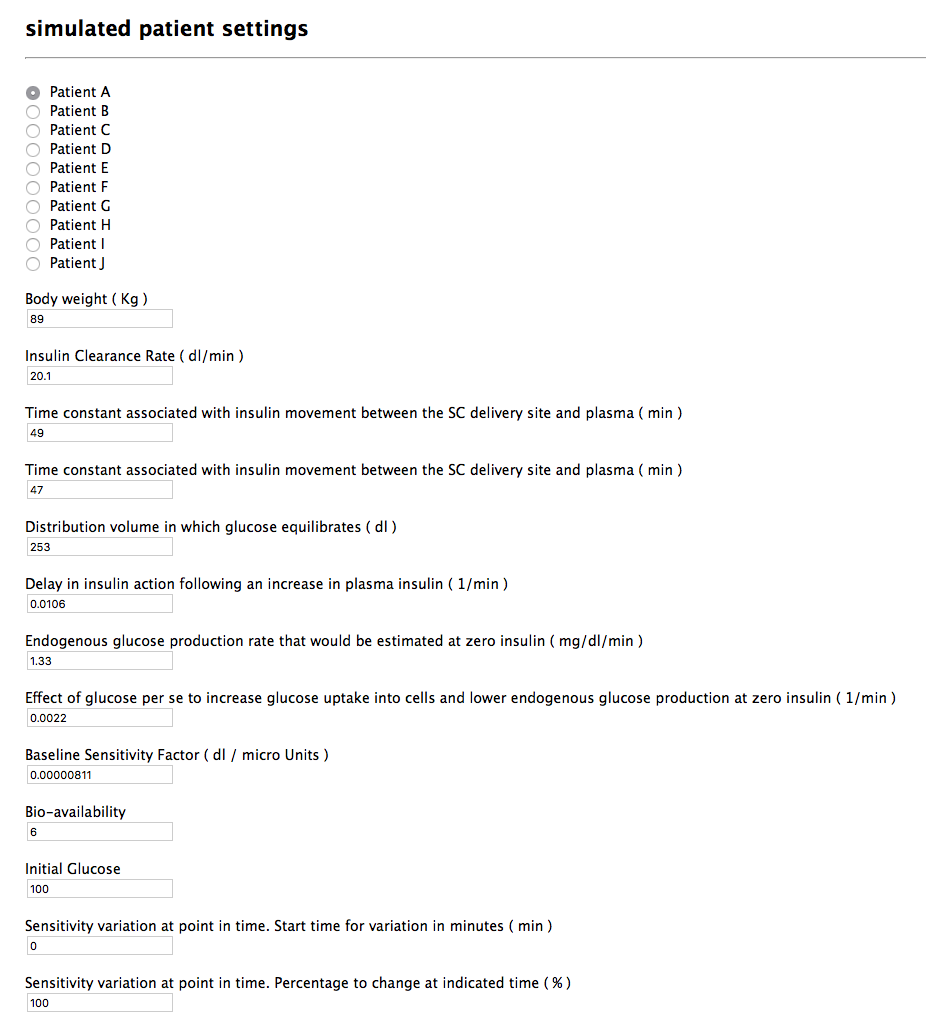 simulated patient settings
Patient A
Patient B
Patient C
Patient D
Patient E
Patient F
Patient G
Patient H
Patient I
Patient J
Body weight ( Kg )
89
Insulin Clearance Rate ( dl/min )
20.1
Time constant associated with insulin movement between the SC delivery site and plasma ( min )
49
Time constant associated with insulin movement between the SC delivery site and plasma ( min )
47
Distribution volume in which glucose equilibrates ( dl )
253
Delay in insulin action following an increase in plasma insulin ( 1/min )
0.0106
Endogenous glucose production rate that would be estimated at zero insulin ( mg/dl/min )
1.33
Effect of glucose per se to increase glucose uptake into cells and lower endogenous glucose production at zero insulin ( 1/min )
0.0022
Baseline Sensitivity Factor ( dl / micro Units )
0.00000811
Bio-availability
6
Initial Glucose
100
Sensitivity variation at point in time. Start time for variation in minutes ( min )
0
Sensitivity variation at point in time. Percentage to change at indicated time ( % )
100